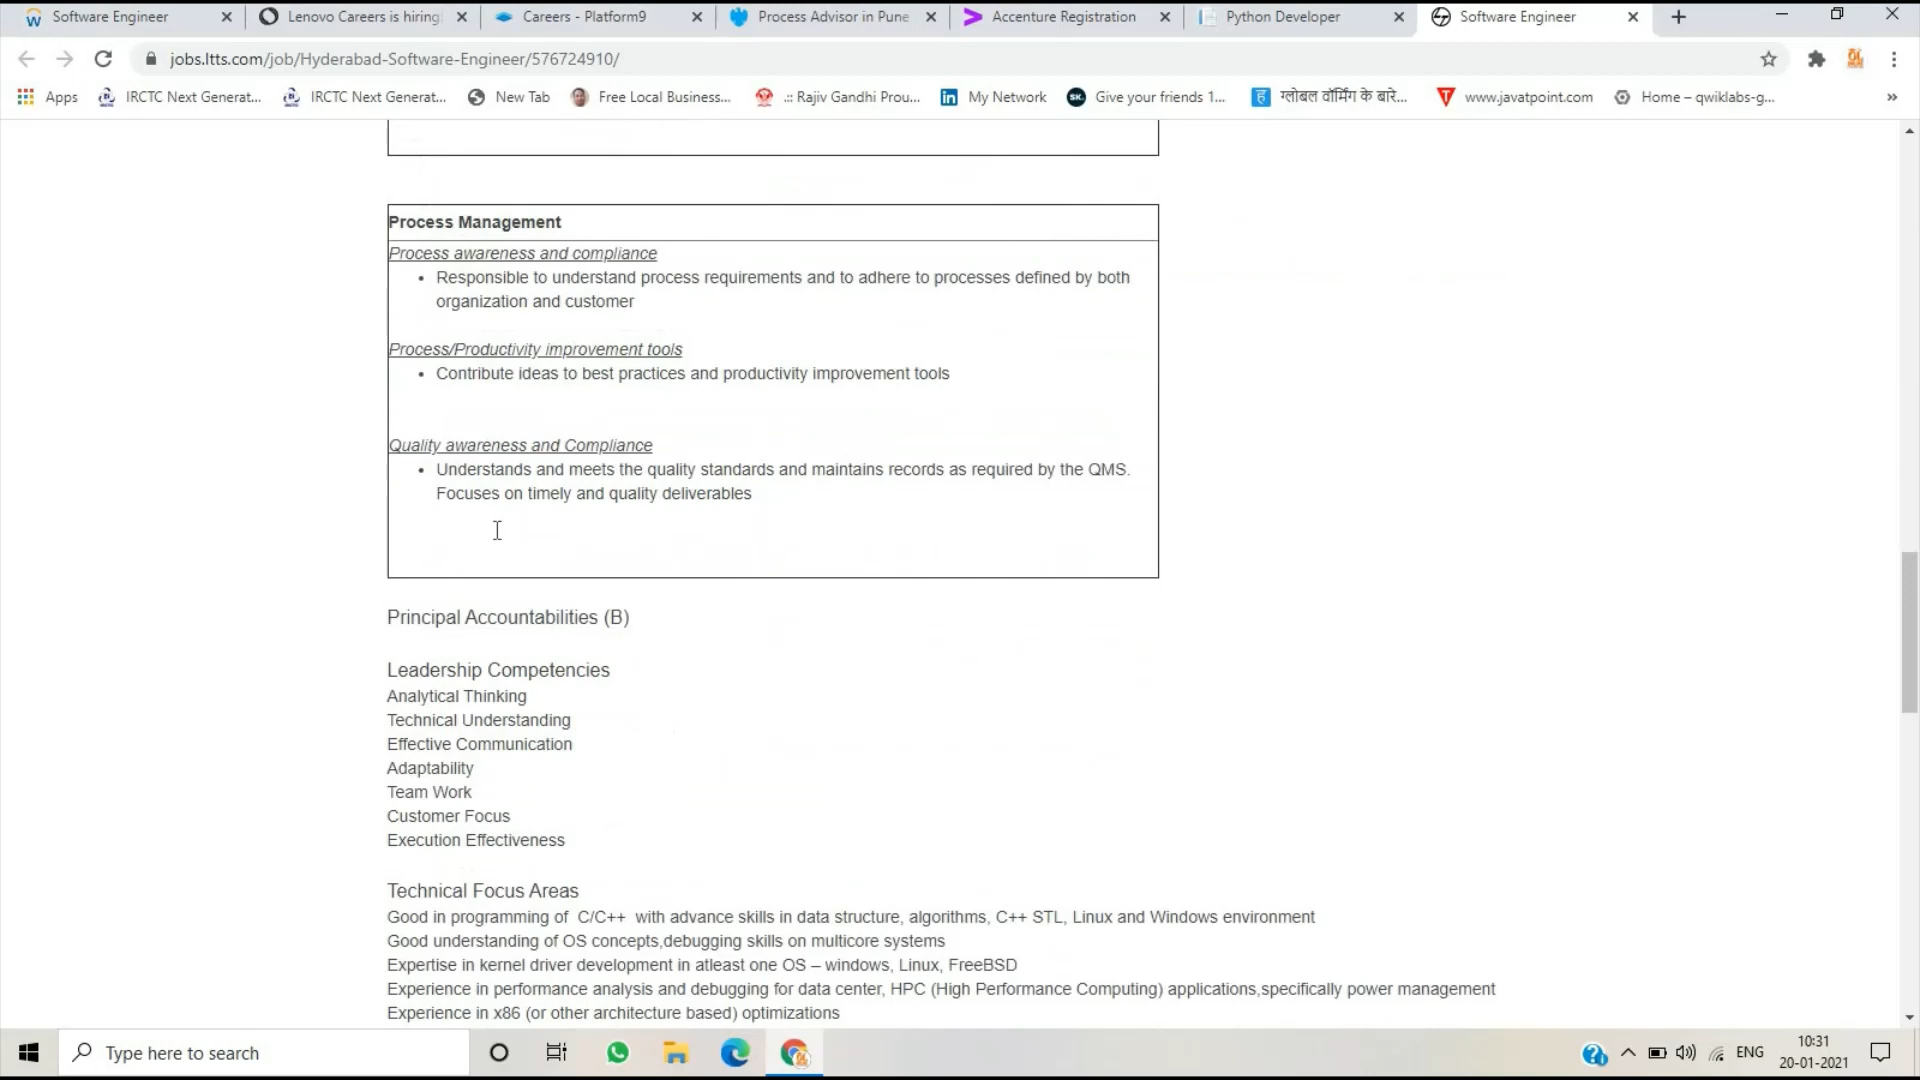 Software Engineer
Lenovo Careers is hiring
Careers - Platform9
Process Advisor in Pune
Accenture Registration
Python Developer
Software Engineer
jobs.ltts.com/job/Hyderabad-Software-Engineer/576724910/
Apps
IRCTC Next Generat...
IRCTC Next Generat...
New Tab
Free Local Business...
.:: Rajiv Gandhi Prou...
My Network
Give your friends 1...
ग्लोबल वॉर्मिंग के बारे...
www.javatpoint.com
Home – qwiklabs-g...
Process Management
Process awareness and compliance
• Responsible to understand process requirements and to adhere to processes defined by both
organization and customer
Process/Productivity improvement tools
• Contribute ideas to best practices and productivity improvement tools
Quality awareness and Compliance
• Understands and meets the quality standards and maintains records as required by the QMS.
Focuses on timely and quality deliverables
Principal Accountabilities (B)
Leadership Competencies
Analytical Thinking
Technical Understanding
Effective Communication
Adaptability
Team Work
Customer Focus
Execution Effectiveness
Technical Focus Areas
Good in programming of  C/C++  with advance skills in data structure, algorithms, C++ STL, Linux and Windows environment
Good understanding of OS concepts,debugging skills on multicore systems
Expertise in kernel driver development in atleast one OS – windows, Linux, FreeBSD
Experience in performance analysis and debugging for data center, HPC (High Performance Computing) applications,specifically power management
Experience in x86 (or other architecture based) optimizations
Type here to search
ENG
10:31
20-01-2021